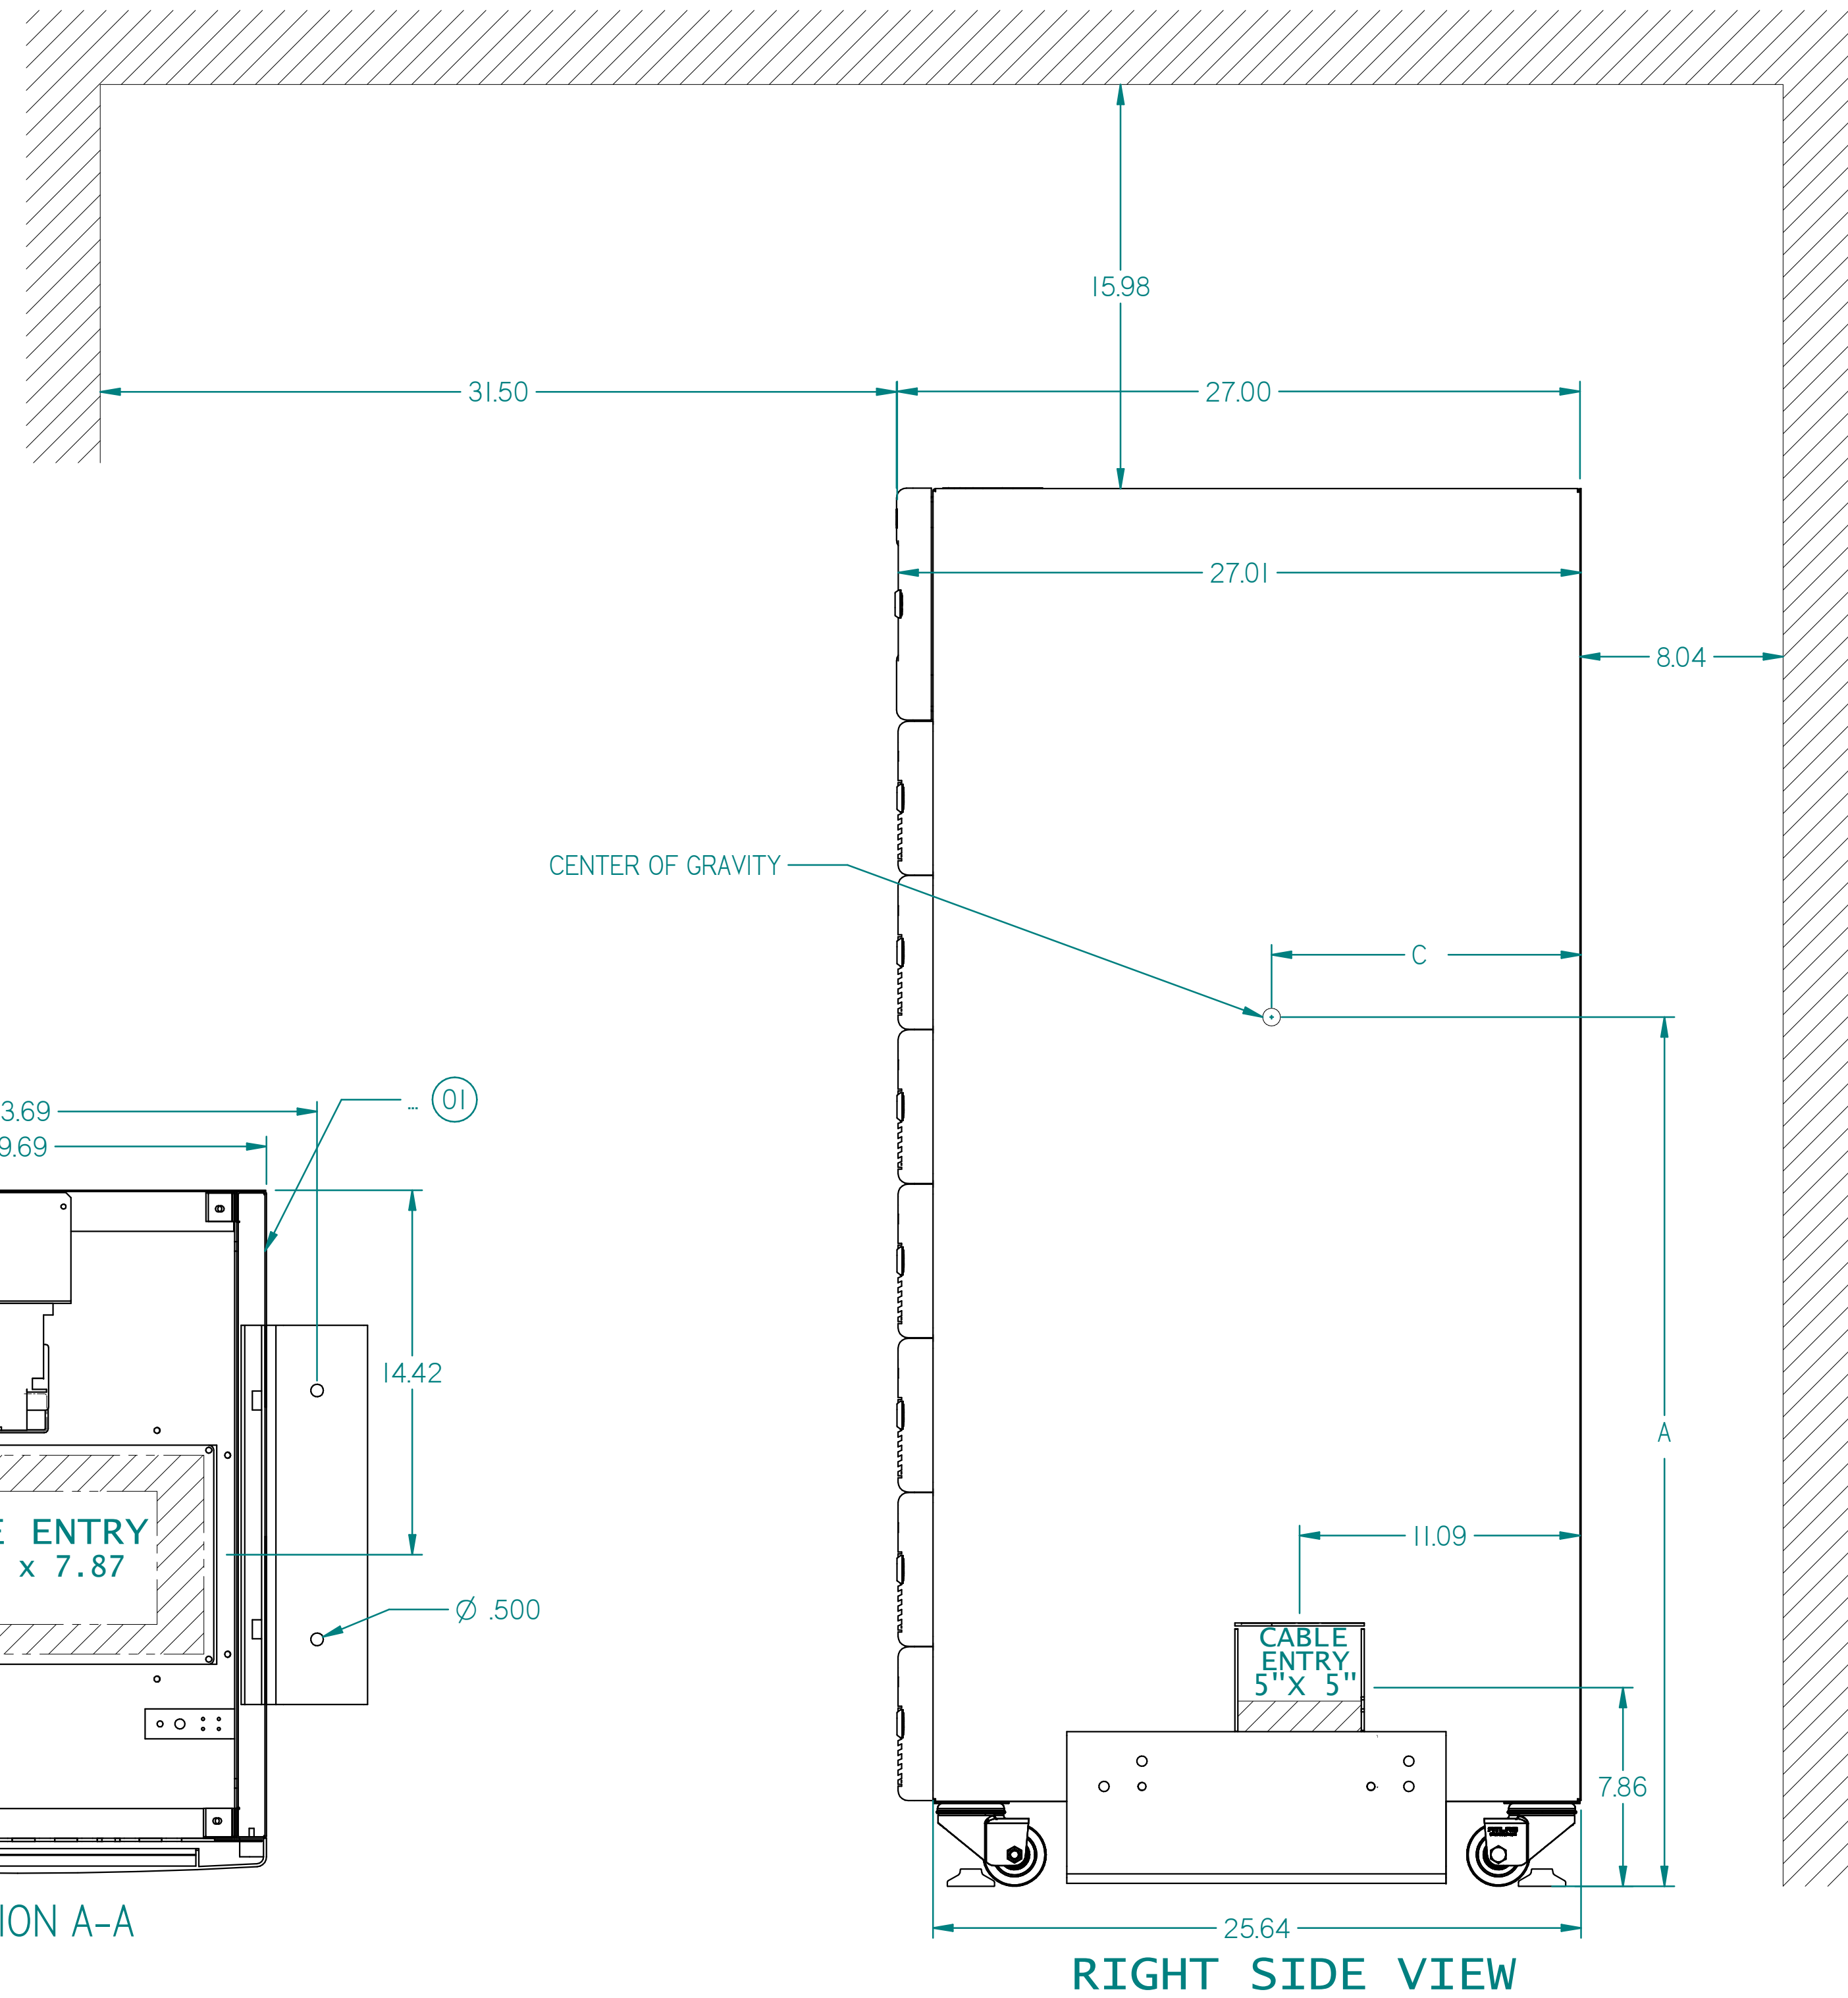 15.98
31.50
27.00
27.01
8.04
CENTER OF GRAVITY
C
A
11.09
CABLE
ENTRY
5"X 5"
7.86
25.64
RIGHT SIDE VIEW
3.69
9.69
... 01
14.42
ENTRY
x 7.87
Ø .500
ION A-A